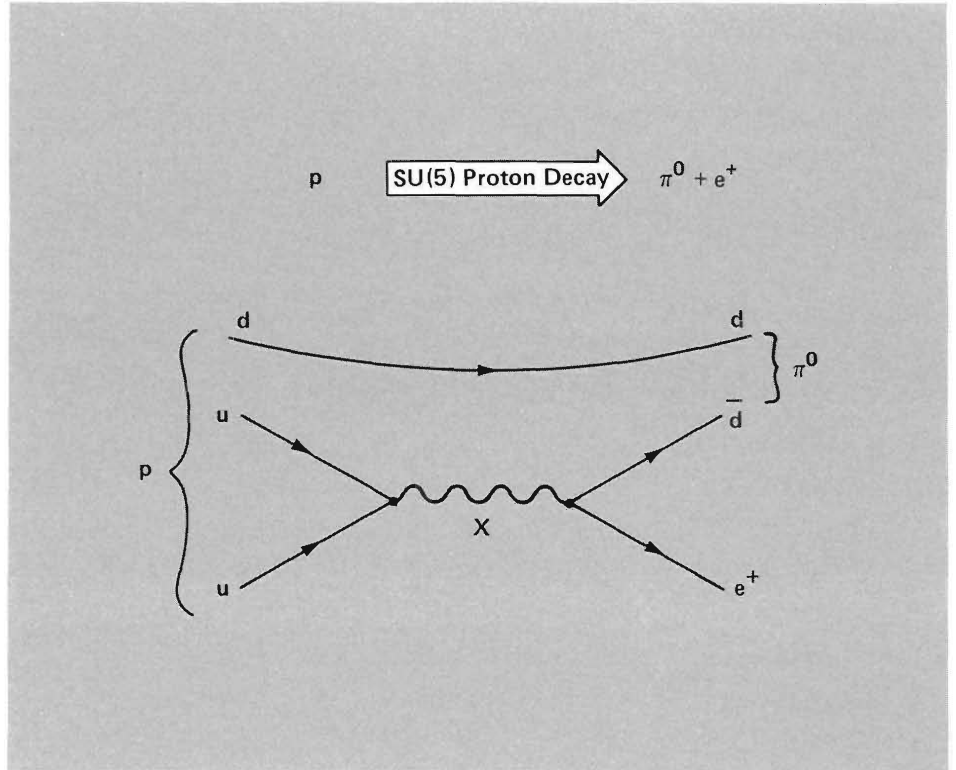 p SU(5) Proton Decay π⁰ + e⁺
d d
π⁰
u d̅
p
X
u e⁺